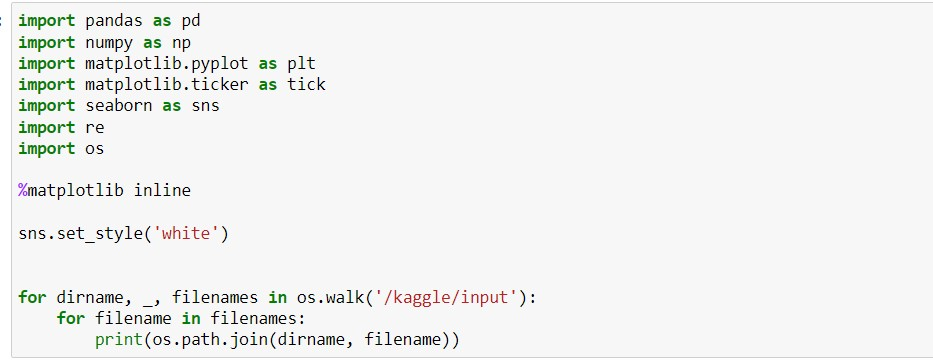 import pandas as pd
import numpy as np
import matplotlib.pyplot as plt
import matplotlib.ticker as tick
import seaborn as sns
import re
import os
%matplotlib inline
sns.set_style('white')
for dirname, _, filenames in os.walk('/kaggle/input'):
    for filename in filenames:
        print(os.path.join(dirname, filename))